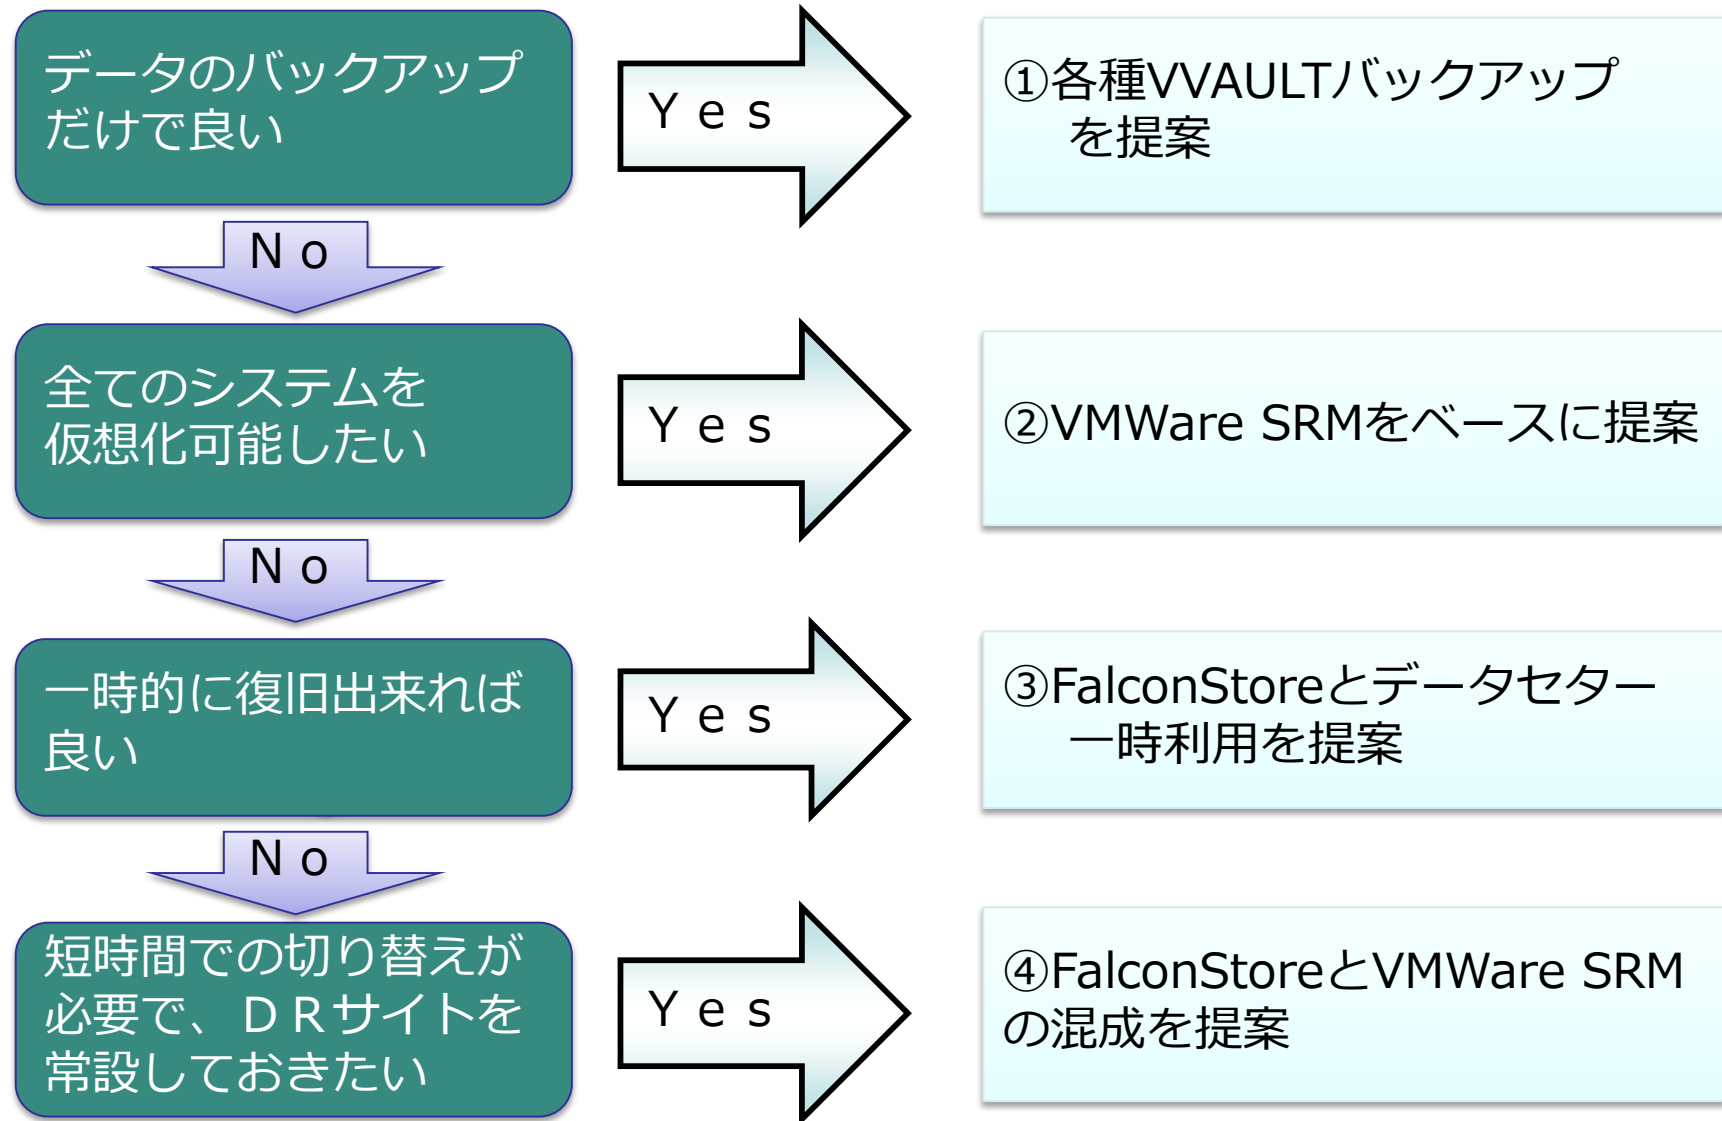 データのバックアップ
だけで良い
Ｙｅｓ
①各種VVAULTバックアップ
を提案
Ｎｏ
全てのシステムを
仮想化可能したい
Ｙｅｓ
②VMWare SRMをベースに提案
Ｎｏ
一時的に復旧出来れば
良い
Ｙｅｓ
③FalconStoreとデータセター
一時利用を提案
Ｎｏ
短時間での切り替えが
必要で、ＤＲサイトを
常設しておきたい
Ｙｅｓ
④FalconStoreとVMWare SRM
の混成を提案